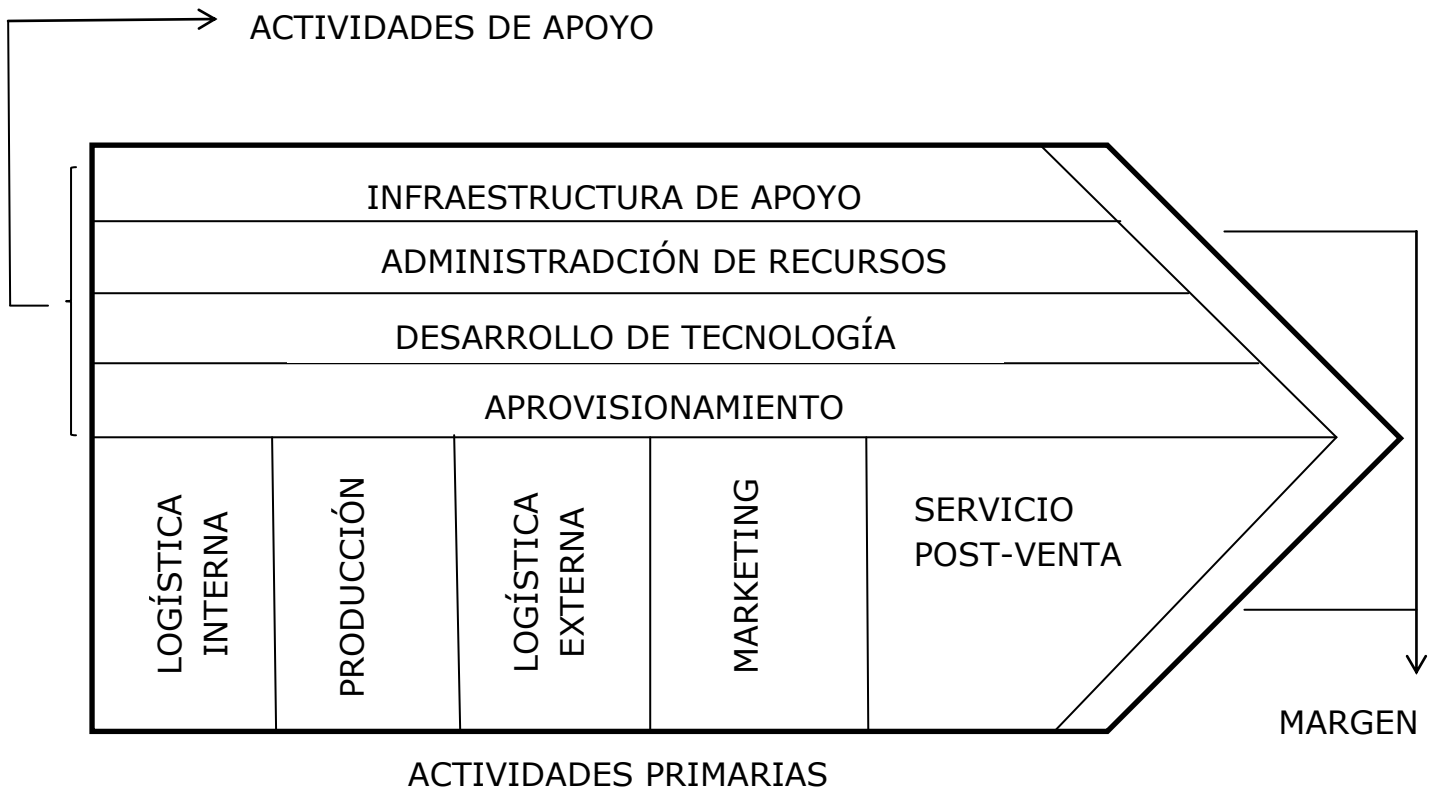 ACTIVIDADES DE APOYO
INFRAESTRUCTURA DE APOYO
ADMINISTRADCIÓN DE RECURSOS
DESARROLLO DE TECNOLOGÍA
APROVISIONAMIENTO
LOGÍSTICA
INTERNA
PRODUCCIÓN
LOGÍSTICA
EXTERNA
MARKETING
SERVICIO
POST-VENTA
MARGEN
ACTIVIDADES PRIMARIAS